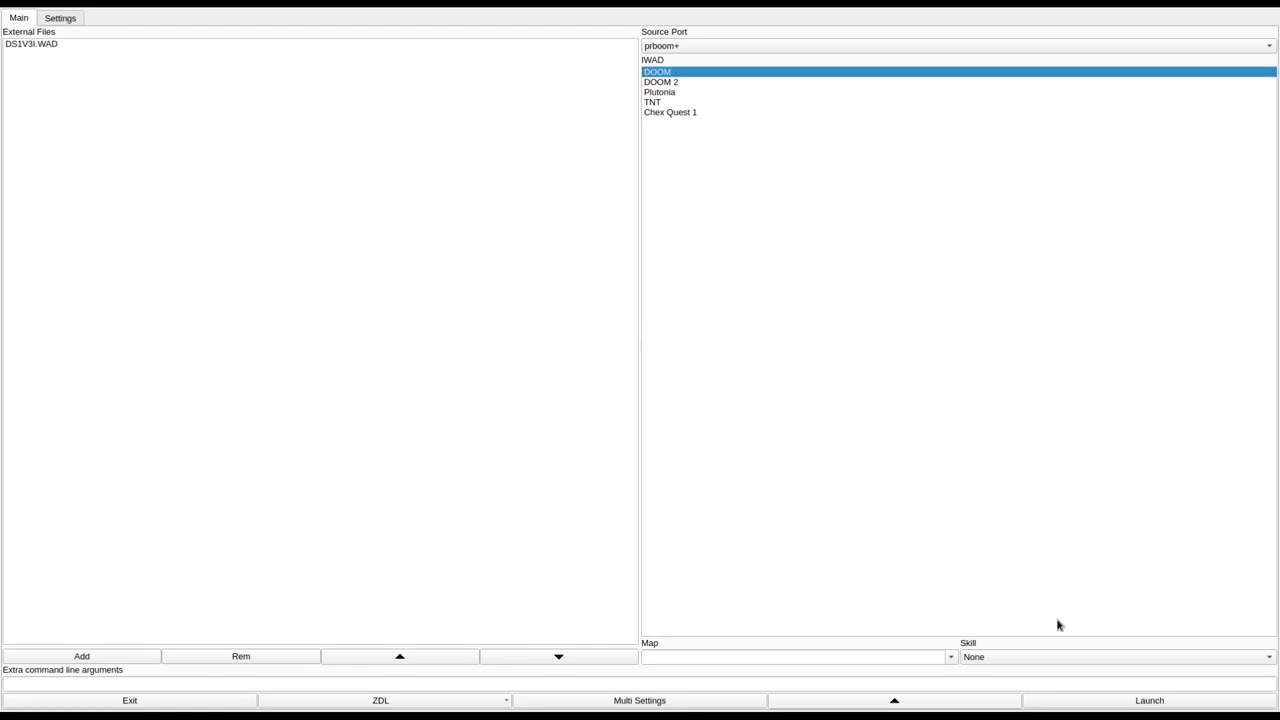 Main
Settings
External Files
DS1V3I.WAD
Source Port
prboom+
IWAD
DOOM
DOOM 2
Plutonia
TNT
Chex Quest 1
Add
Rem
Map
Skill
None
Extra command line arguments
Exit
ZDL
Multi Settings
Launch